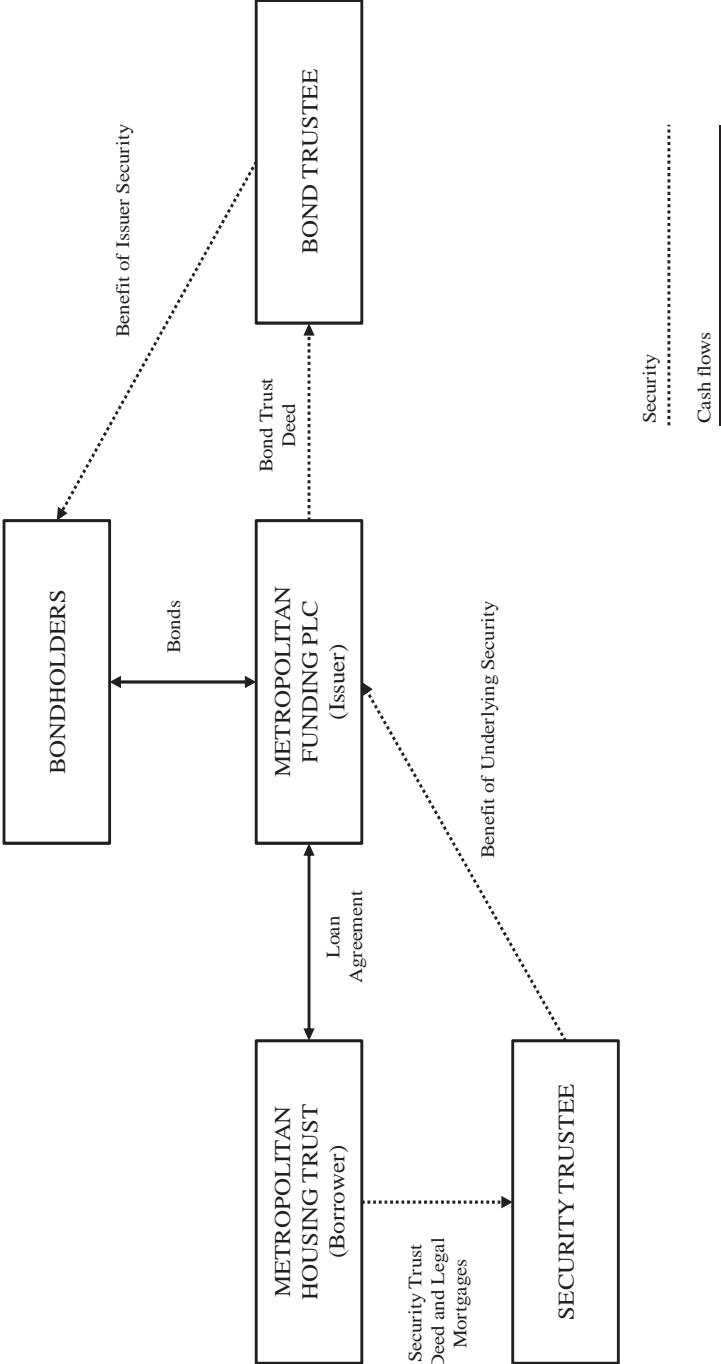 BONDHOLDERS
Benefit of Issuer Security
Bonds
METROPOLITAN
HOUSING TRUST
(Borrower)
Loan
Agreement
METROPOLITAN
FUNDING PLC
(Issuer)
Bond Trust
Deed
BOND TRUSTEE
Security Trust
Deed and Legal
Mortgages
Benefit of Underlying Security
SECURITY TRUSTEE
Security
Cash flows